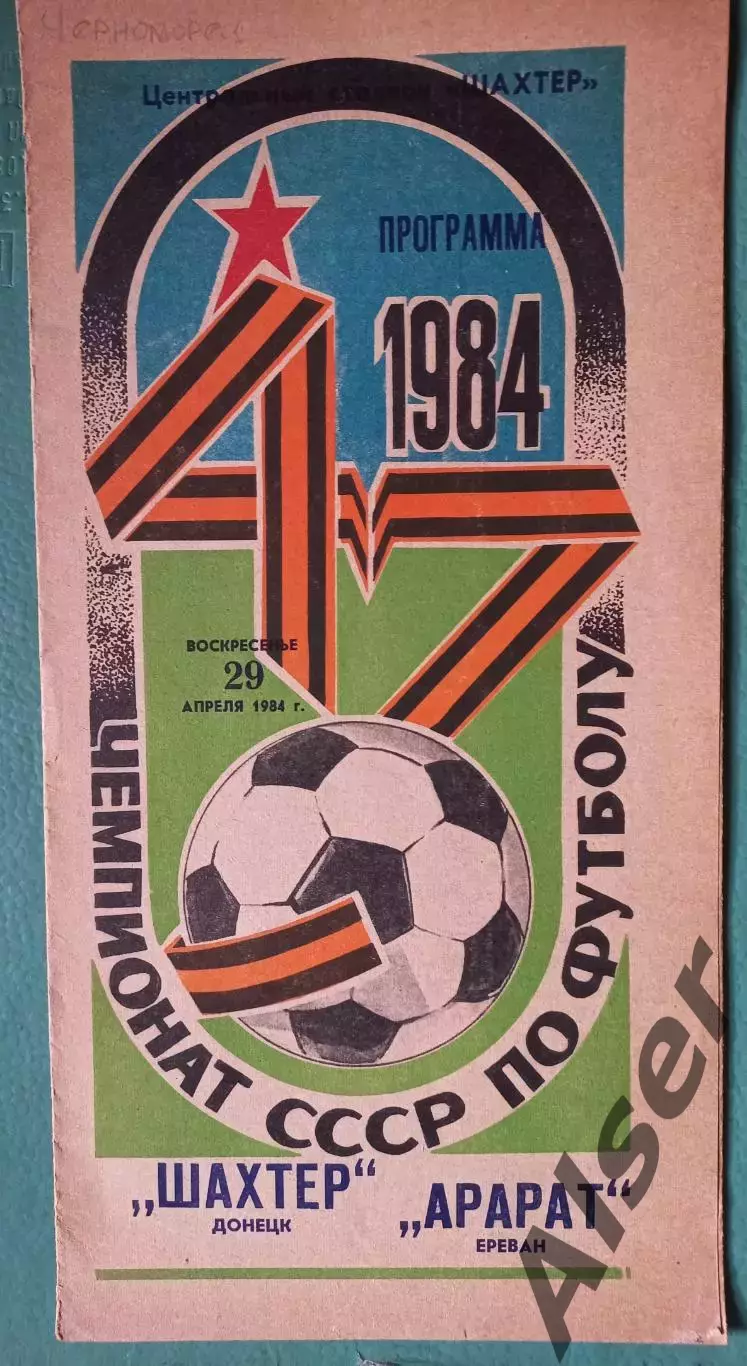 Черноморец
Центральный стадион «ШАХТЕР»
ПРОГРАММА
1984
47
ВОСКРЕСЕНЬЕ
29
АПРЕЛЯ 1984 г.
ЧЕМПИОНАТ СССР ПО ФУТБОЛУ
„ШАХТЕР“
ДОНЕЦК
„АРАРАТ“
ЕРЕВАН
Alser